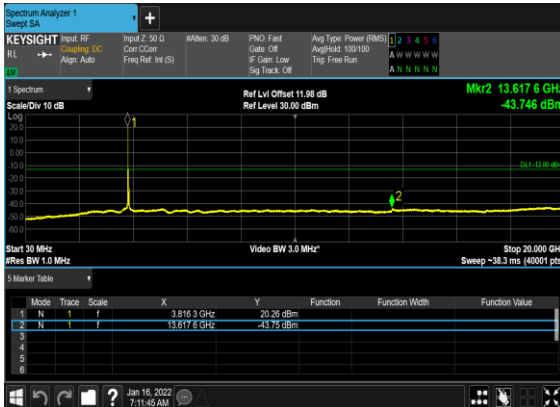 Spectrum Analyzer 1
Swept SA
+
KEYSIGHT
RL
Input: RF
Coupling: DC
Align: Auto
Input Z: 50 Ω
Corr CCorr
Freq Ref: Int (S)
#Atten: 30 dB
PNO: Fast
Gate: Off
IF Gain: Low
Sig Track: Off
Avg Type: Power (RMS)
Avg|Hold: 100/100
Trig: Free Run
1 2 3 4 5 6
A W W W W W
A N N N N N
1 Spectrum
Scale/Div 10 dB
Ref Lvl Offset 11.98 dB
Ref Level 30.00 dBm
Mkr2 13.617 6 GHz
-43.746 dBm
Log
20.0
10.0
0.00
-10.0
-20.0
-30.0
-40.0
-50.0
-60.0
1
2
DL1 -13.00 dBm
Start 30 MHz
#Res BW 1.0 MHz
Video BW 3.0 MHz*
Stop 20.000 GHz
Sweep ~38.3 ms (40001 pts)
5 Marker Table
Mode Trace Scale X Y Function Function Width Function Value
1 N 1 f 3.816 3 GHz 20.26 dBm
2 N 1 f 13.617 6 GHz -43.75 dBm
3
4
5
6
?
Jan 16, 2022
7:11:45 AM